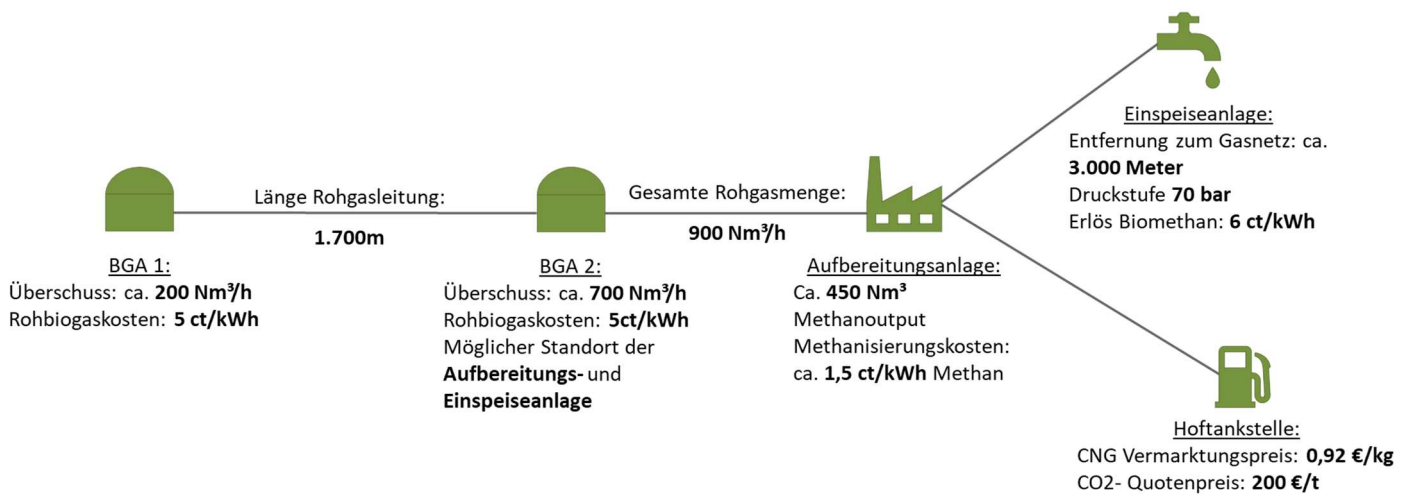 BGA 1:
Überschuss: ca. 200 Nm³/h
Rohbiogaskosten: 5 ct/kWh
Länge Rohgasleitung:
1.700m
BGA 2:
Überschuss: ca. 700 Nm³/h
Rohbiogaskosten: 5ct/kWh
Möglicher Standort der
Aufbereitungs- und
Einspeiseanlage
Gesamte Rohgasmenge:
900 Nm³/h
Aufbereitungsanlage:
Ca. 450 Nm³
Methanoutput
Methanisierungskosten:
ca. 1,5 ct/kWh Methan
Einspeiseanlage:
Entfernung zum Gasnetz: ca.
3.000 Meter
Druckstufe 70 bar
Erlös Biomethan: 6 ct/kWh
Hoftankstelle:
CNG Vermarktungspreis: 0,92 €/kg
CO2- Quotenpreis: 200 €/t